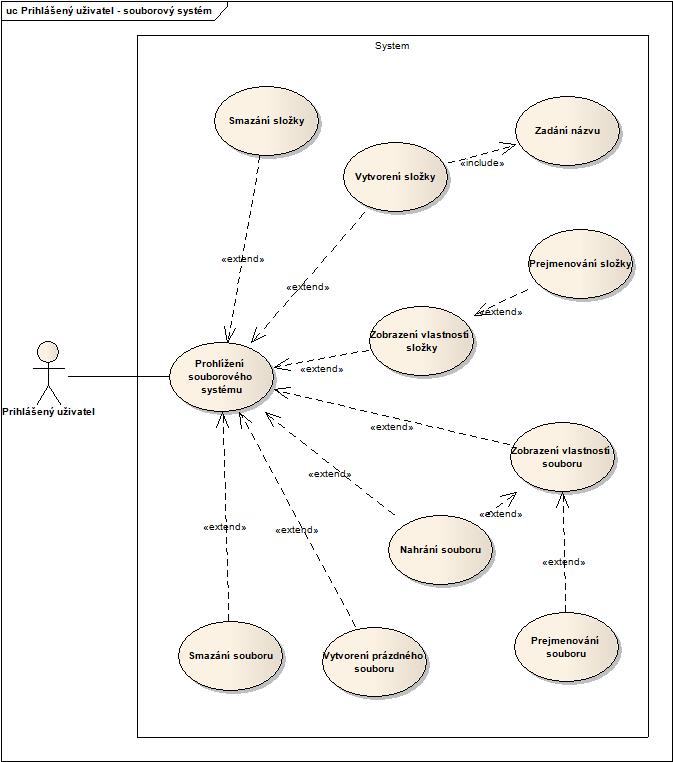 uc Prihlášený uživatel - souborový systém
System
Smazání složky
Zadání názvu
Vytvorení složky
«include»
«extend»
«extend»
Prejmenování složky
«extend»
Zobrazení vlastností
složky
«extend»
Prohlížení
souborového
systému
Prihlášený uživatel
«extend»
Zobrazení vlastností
souboru
«extend»
«extend»
«extend»
«extend»
Nahrání souboru
«extend»
Smazání souboru
Vytvorení prázdného
souboru
Prejmenování
souboru